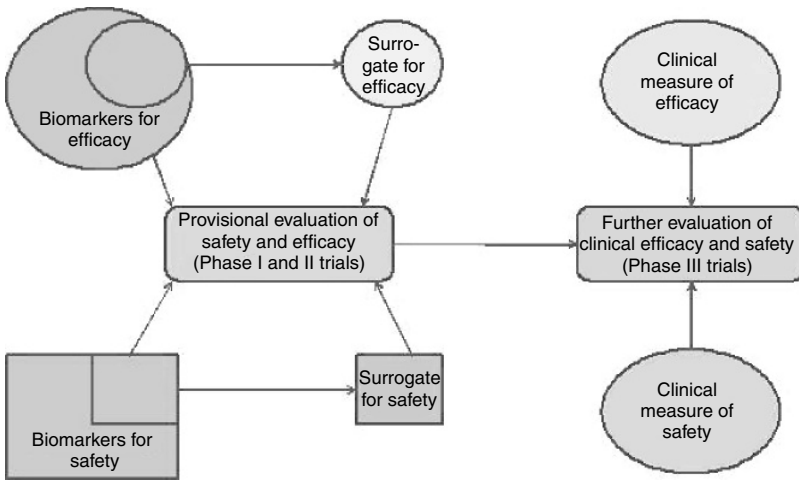 Surro-
gate for
efficacy
Clinical
measure of
efficacy
Biomarkers for
efficacy
Provisional evaluation of
safety and efficacy
(Phase I and II trials)
Further evaluation of
clinical efficacy and safety
(Phase III trials)
Surrogate
for safety
Biomarkers for
safety
Clinical
measure of
safety